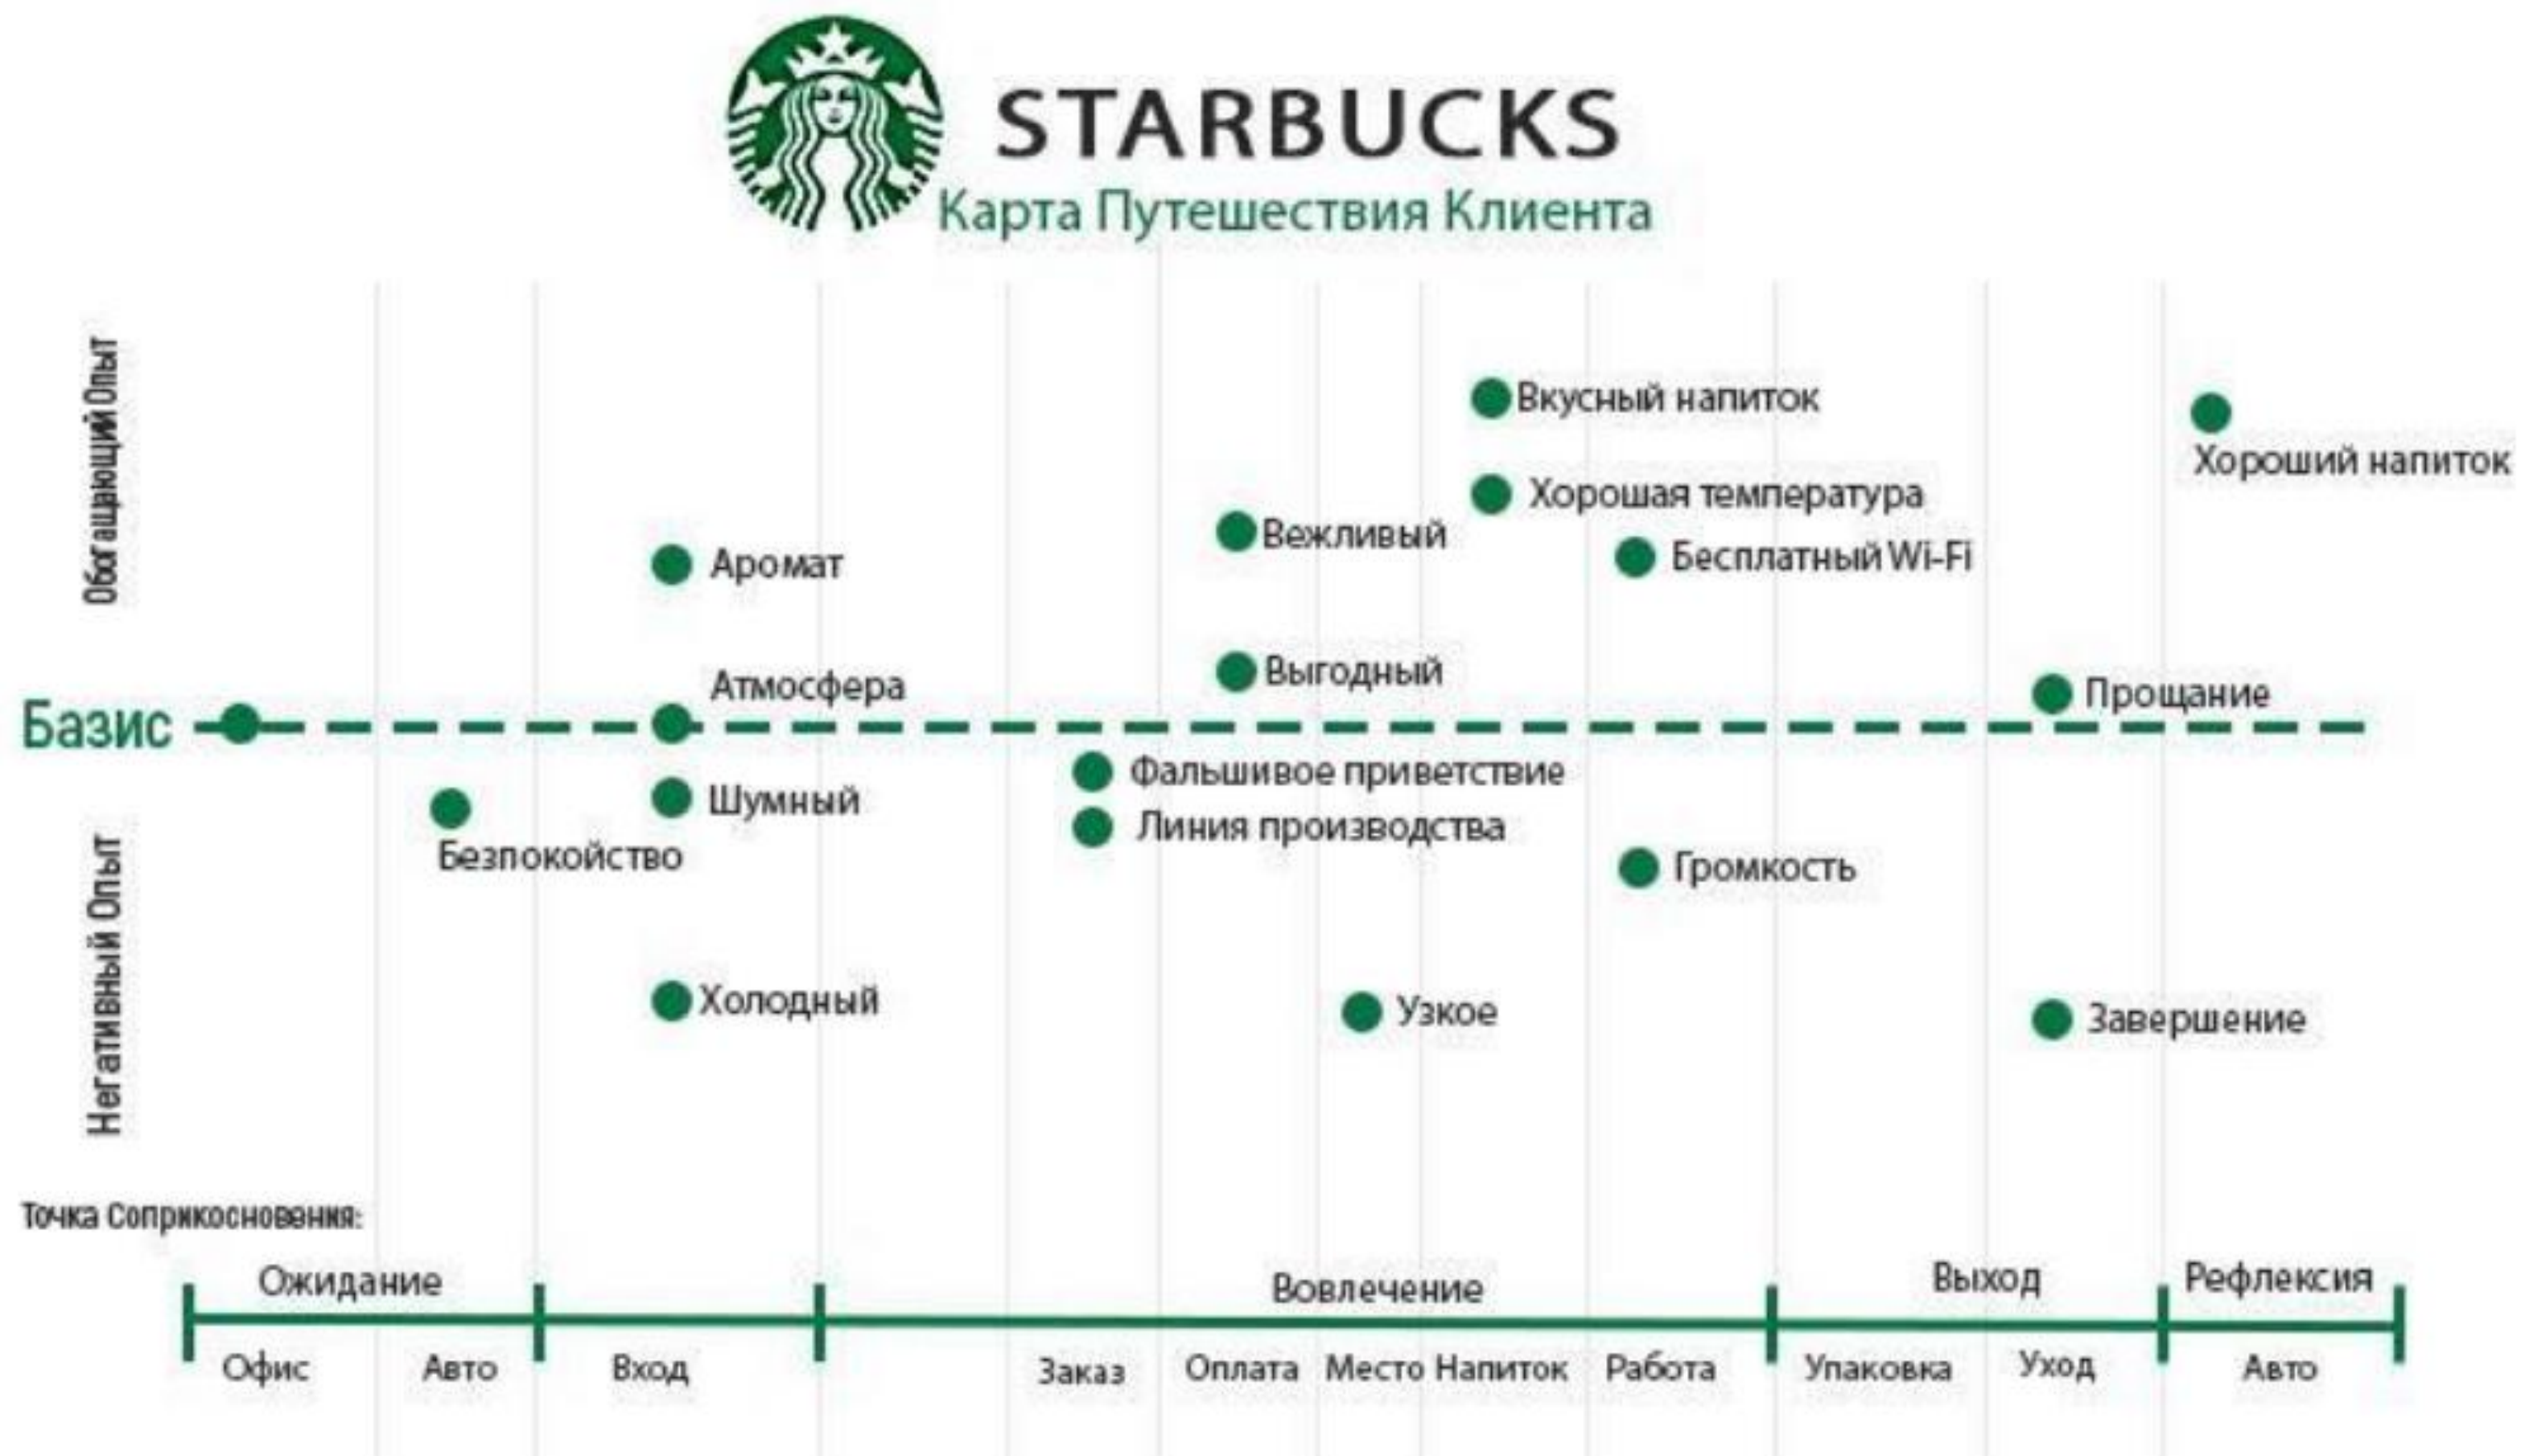 STARBUCKS
Карта Путешествия Клиента
Обогащающий Опыт
Вкусный напиток
Хороший напиток
Хорошая температура
Вежливый
Бесплатный Wi-Fi
Аромат
Выгодный
Атмосфера
Прощание
Базис
Фальшивое приветствие
Шумный
Линия производства
Безпокойство
Громкость
Негативный Опыт
Холодный
Узкое
Завершение
Точка Соприкосновения:
Ожидание
Вовлечение
Выход
Рефлексия
Офис
Авто
Вход
Заказ
Оплата
Место
Напиток
Работа
Упаковка
Уход
Авто